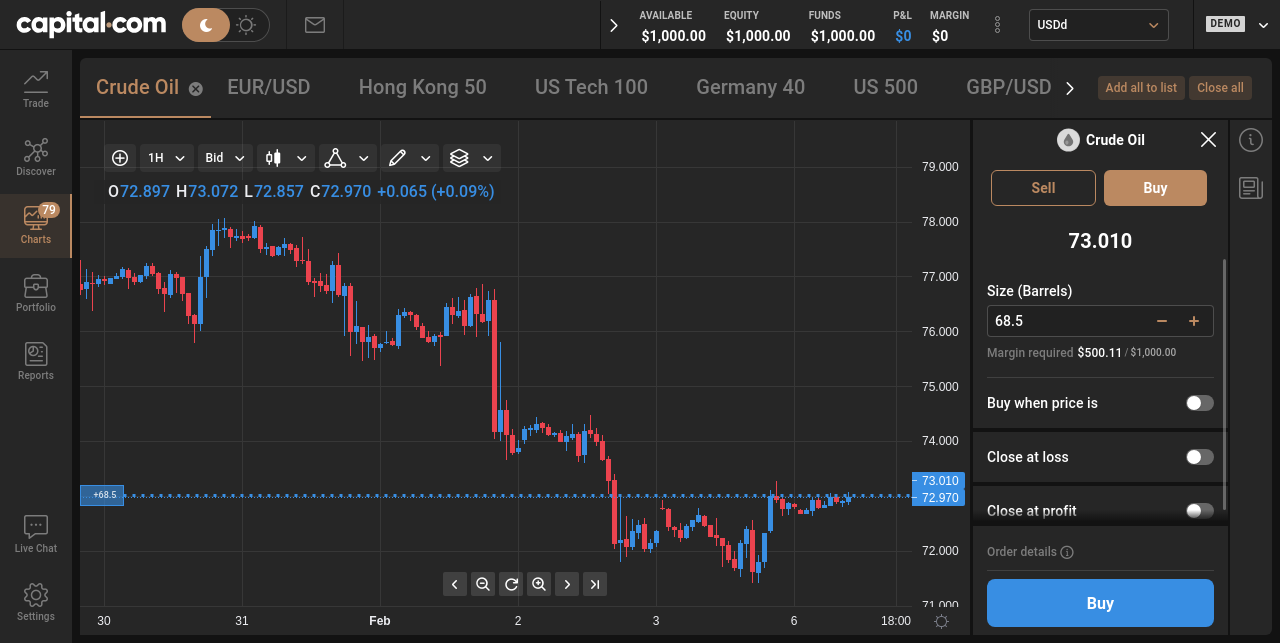 capital.com
AVAILABLE EQUITY FUNDS P&L MARGIN
$1,000.00 $1,000.00 $1,000.00 $0 $0
USDd
DEMO
Trade
Discover
79
Charts
Portfolio
Reports
Live Chat
Settings
Crude Oil EUR/USD Hong Kong 50 US Tech 100 Germany 40 US 500 GBP/USD
Add all to list Close all
1H Bid
O72.897 H73.072 L72.857 C72.970 +0.065 (+0.09%)
79.000
78.000
77.000
76.000
75.000
74.000
73.010
72.970
72.000
71.000
+68.5
30 31 Feb 2 3 6 18:00
Crude Oil
Sell Buy
73.010
Size (Barrels)
68.5
Margin required $500.11 / $1,000.00
Buy when price is
Close at loss
Close at profit
Order details
Buy